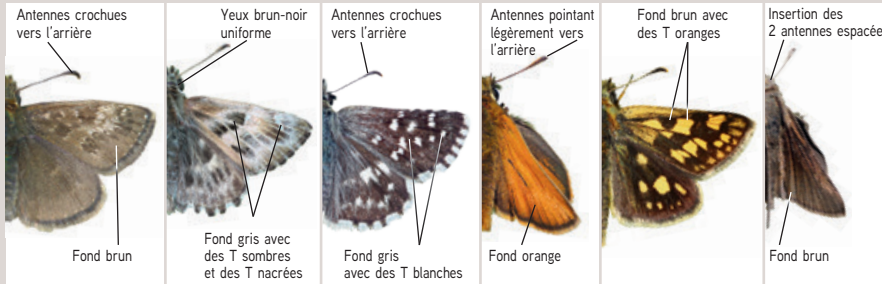 Antennes crochues
vers l'arrière
Yeux brun-noir
uniforme
Antennes crochues
vers l'arrière
Antennes pointant
légèrement vers
l'arrière
Fond brun avec
des T oranges
Insertion des
2 antennes espacée
Fond brun
Fond gris avec
des T sombres
et des T nacrées
Fond gris
avec des T blanches
Fond orange
Fond brun